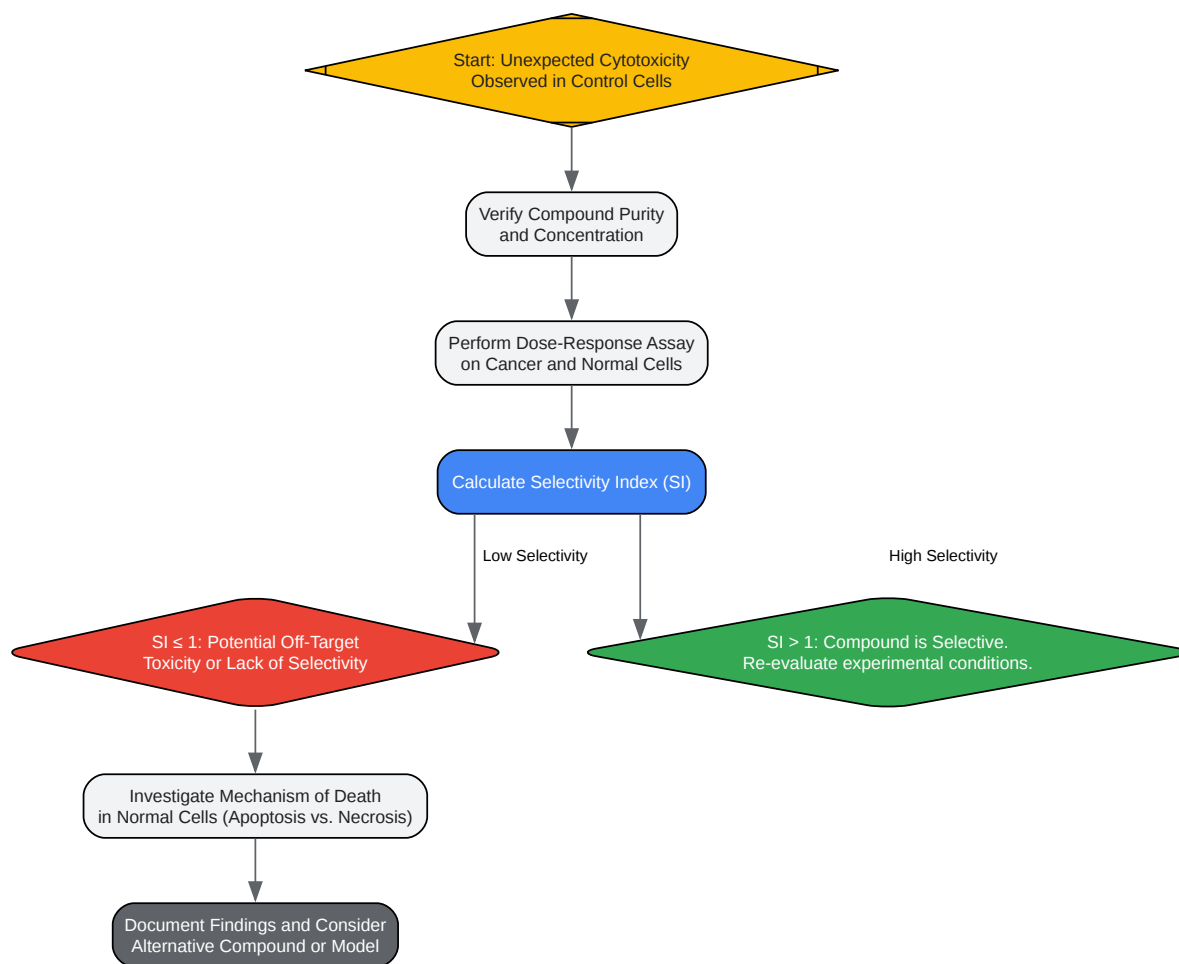 Start: Unexpected Cytotoxicity
Observed in Control Cells
Verify Compound Purity
and Concentration
Perform Dose-Response Assay
on Cancer and Normal Cells
Calculate Selectivity Index (SI)
Low Selectivity
High Selectivity
SI ≤ 1: Potential Off-Target
Toxicity or Lack of Selectivity
SI > 1: Compound is Selective.
Re-evaluate experimental conditions.
Investigate Mechanism of Death
in Normal Cells (Apoptosis vs. Necrosis)
Document Findings and Consider
Alternative Compound or Model